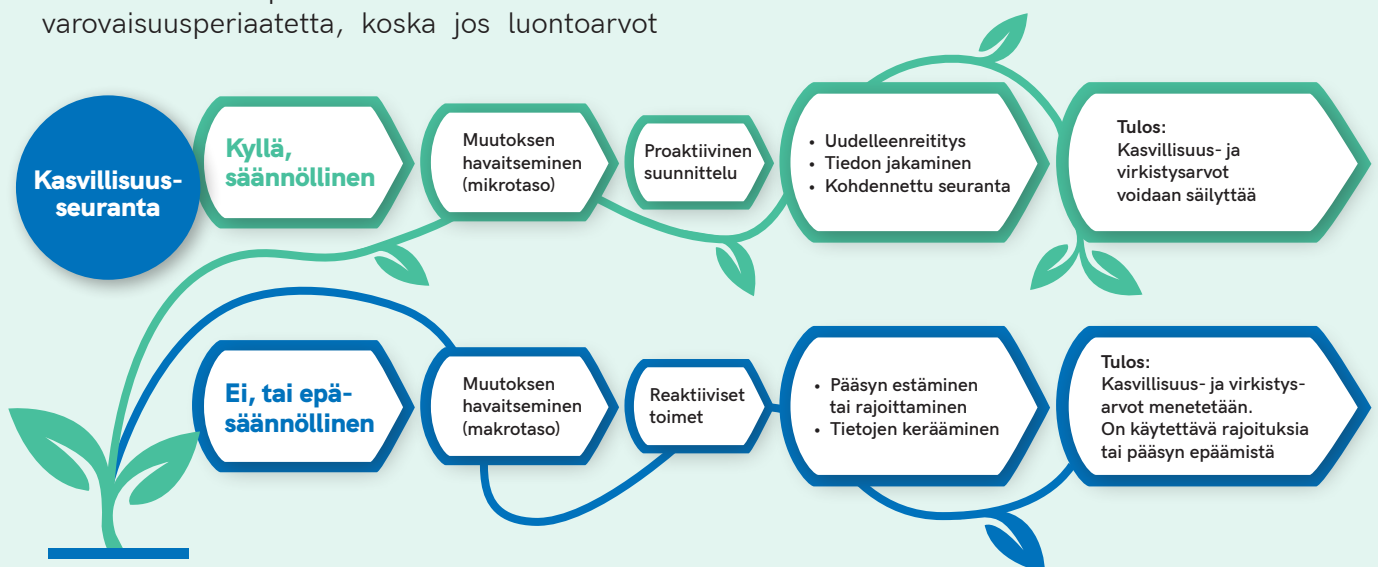 varovaisuusperiaatetta, koska jos luontoarvot
Kasvillisuus-
seuranta
Kyllä,
säännöllinen
Muutoksen
havaitseminen
(mikrotaso)
Proaktiivinen
suunnittelu
• Uudelleenreititys
• Tiedon jakaminen
• Kohdennettu seuranta
Tulos:
Kasvillisuus- ja
virkistysarvot
voidaan säilyttää
Ei, tai epä-
säännöllinen
Muutoksen
havaitseminen
(makrotaso)
Reaktiiviset
toimet
• Pääsyn estäminen
tai rajoittaminen
• Tietojen kerääminen
Tulos:
Kasvillisuus- ja virkistys-
arvot menetetään.
On käytettävä rajoituksia
tai pääsyn epäämistä